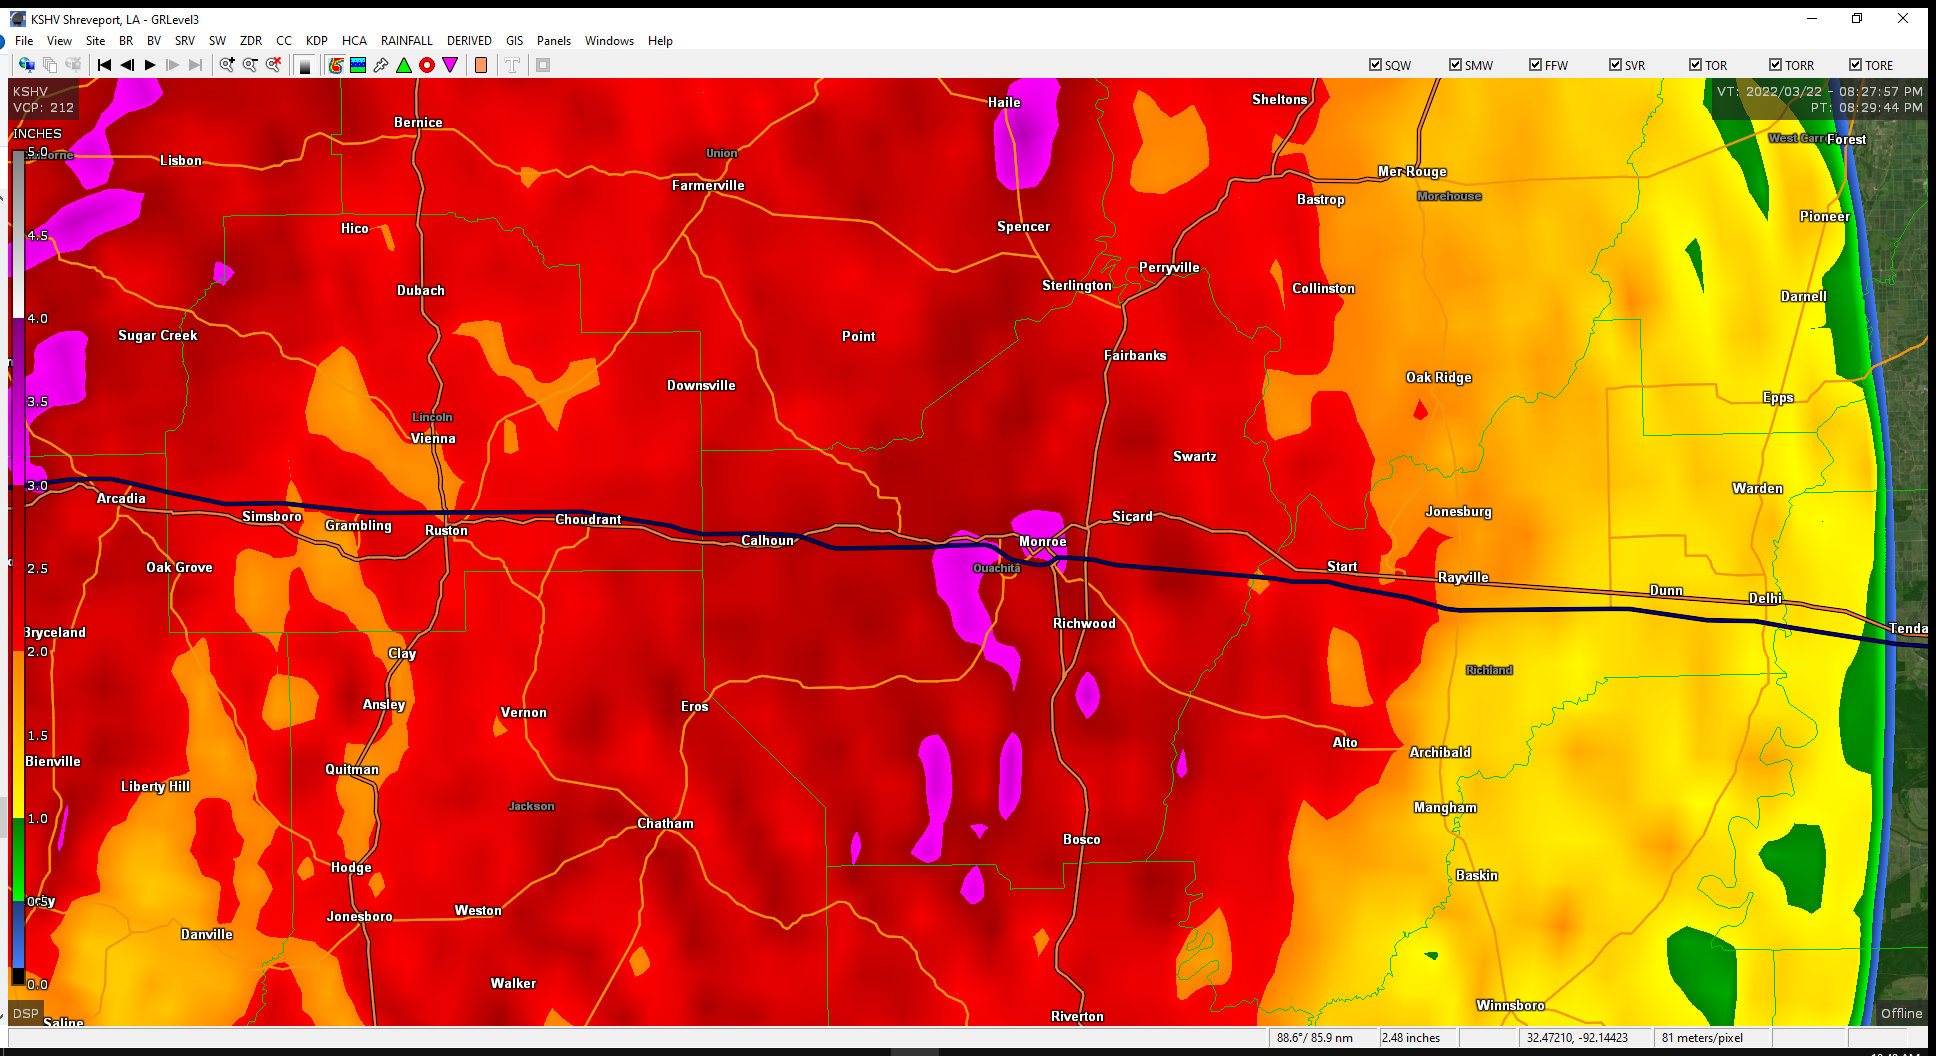 KSHV Shreveport, LA - GRLevel3
File View Site BR BV SRV SW ZDR CC KDP HCA RAINFALL DERIVED GIS Panels Windows Help
SQW SMW FFW SVR TOR TORR TORE
KSHV
VCP: 212
VT: 2022/03/22 - 08:27:57 PM
PT: 08:29:44 PM
INCHES
5.0
4.5
4.0
3.5
3.0
2.5
2.0
1.5
1.0
0.5
0.0
Haile
Sheltons
Bernice
Forest
Union
Lisbon
Mer Rouge
Farmerville
Morehouse
Bastrop
Pioneer
Hico
Spencer
Perryville
Sterlington
Dubach
Collinston
Darnell
Sugar Creek
Point
Fairbanks
Oak Ridge
Downsville
Epps
Lincoln
Vienna
Swartz
Warden
Arcadia
Simsboro
Grambling
Ruston
Choudrant
Sicard
Jonesburg
Calhoun
Monroe
Ouachita
Oak Grove
Start
Rayville
Dunn
Delhi
Bryceland
Richwood
Tenda
Clay
Richland
Ansley
Vernon
Eros
Alto
Archibald
Bienville
Quitman
Liberty Hill
Jackson
Mangham
Chatham
Bosco
Hodge
Baskin
Jonesboro
Weston
Danville
Walker
Winnsboro
Riverton
Saline
DSP
Offline
88.6°/ 85.9 nm 2.48 inches 32.47210, -92.14423 81 meters/pixel